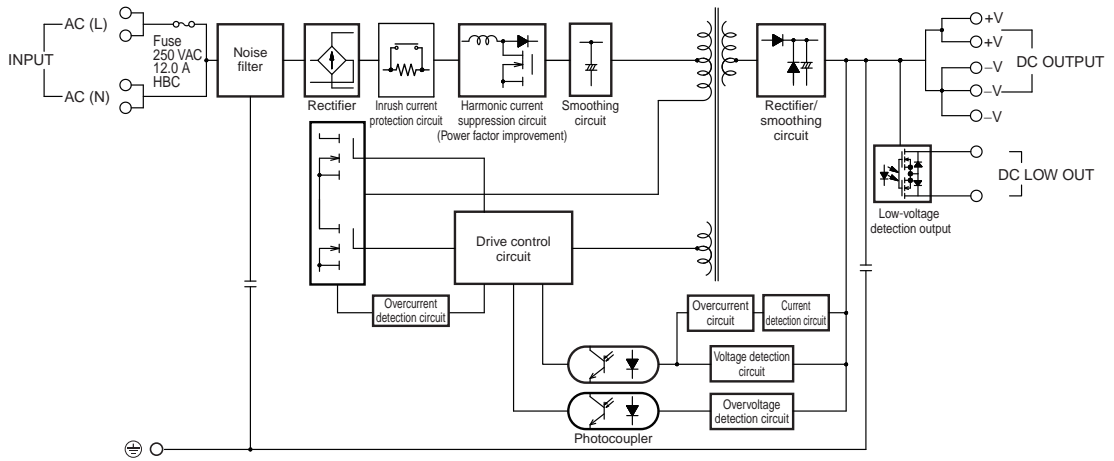 INPUT
AC (L)
AC (N)
Fuse
250 VAC
12.0 A
HBC
Noise
filter
Rectifier
Inrush current
protection circuit
Harmonic current
suppression circuit
(Power factor improvement)
Smoothing
circuit
Rectifier/
smoothing
circuit
+V
+V
−V
−V
−V
DC OUTPUT
DC LOW OUT
Low-voltage
detection output
Drive control
circuit
Overcurrent
detection circuit
Overcurrent
circuit
Current
detection circuit
Voltage detection
circuit
Overvoltage
detection circuit
Photocoupler